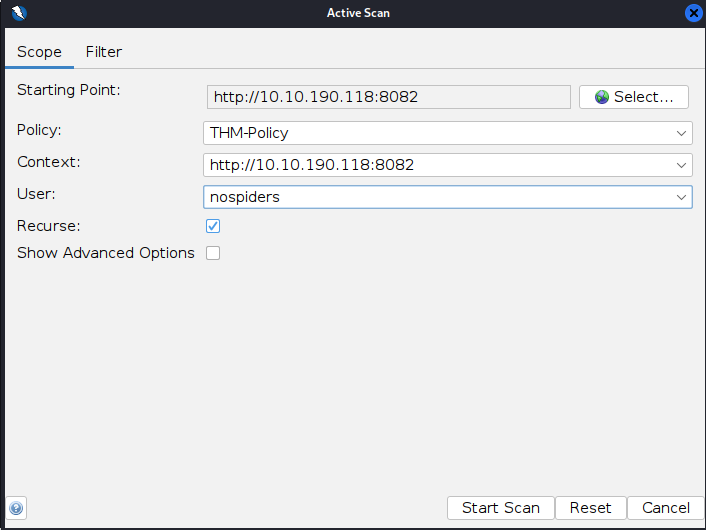 Active Scan
Scope Filter
Starting Point: http://10.10.190.118:8082 Select...
Policy: THM-Policy
Context: http://10.10.190.118:8082
User: nospiders
Recurse:
Show Advanced Options
Start Scan Reset Cancel